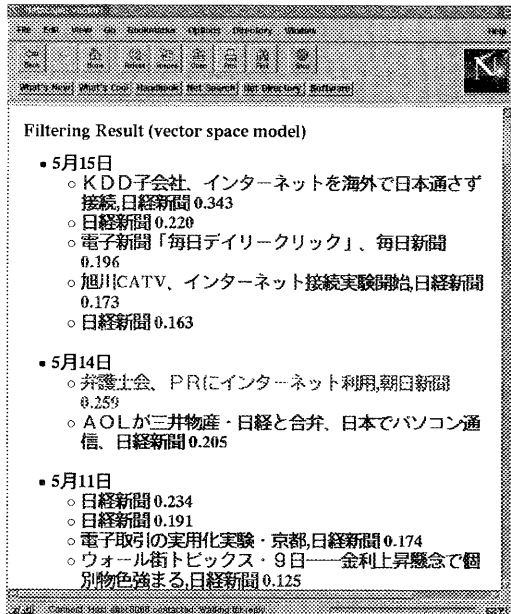 File Edit View Go Bookmarks Options Directory Window Help
Back Home Reload Images Open Print Find Stop
What's New! What's Cool! Handbook Net Search Net Directory Software
Filtering Result (vector space model)
• 5月15日
○ KDD子会社、インターネットを海外で日本通さず
接続,日経新聞 0.343
○ 日経新聞 0.220
○ 電子新聞「毎日デイリークリック」、毎日新聞
0.196
○ 旭川CATV、インターネット接続実験開始,日経新聞
0.173
○ 日経新聞 0.163
• 5月14日
○ 弁護士会、PRにインターネット利用,朝日新聞
0.259
○ AOLが三井物産・日経と合弁、日本でパソコン通
信、日経新聞 0.205
• 5月11日
○ 日経新聞 0.234
○ 日経新聞 0.191
○ 電子取引の実用化実験・京都,日経新聞 0.174
○ ウォール街トピックス・9日――金利上昇懸念で個
別物色強まる,日経新聞 0.125